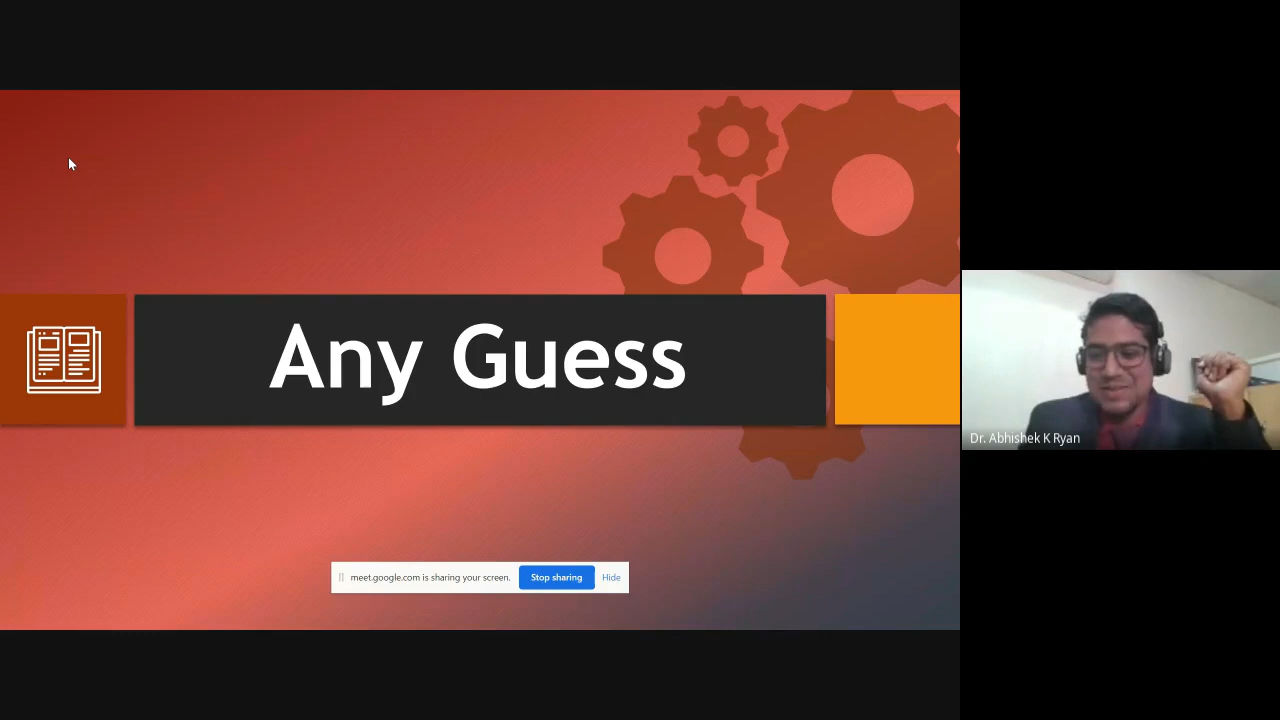 Any Guess
meet.google.com is sharing your screen.
Stop sharing
Hide
Dr. Abhishek K Ryan